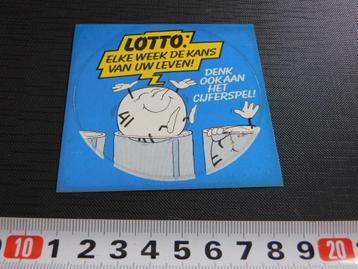 LOTTO:
ELKE WEEK DE KANS
VAN UW LEVEN!
DENK
OOK AAN
HET
CIJFERSPEL!
41
10 1 2 3 4 5 6 7 8 9 20